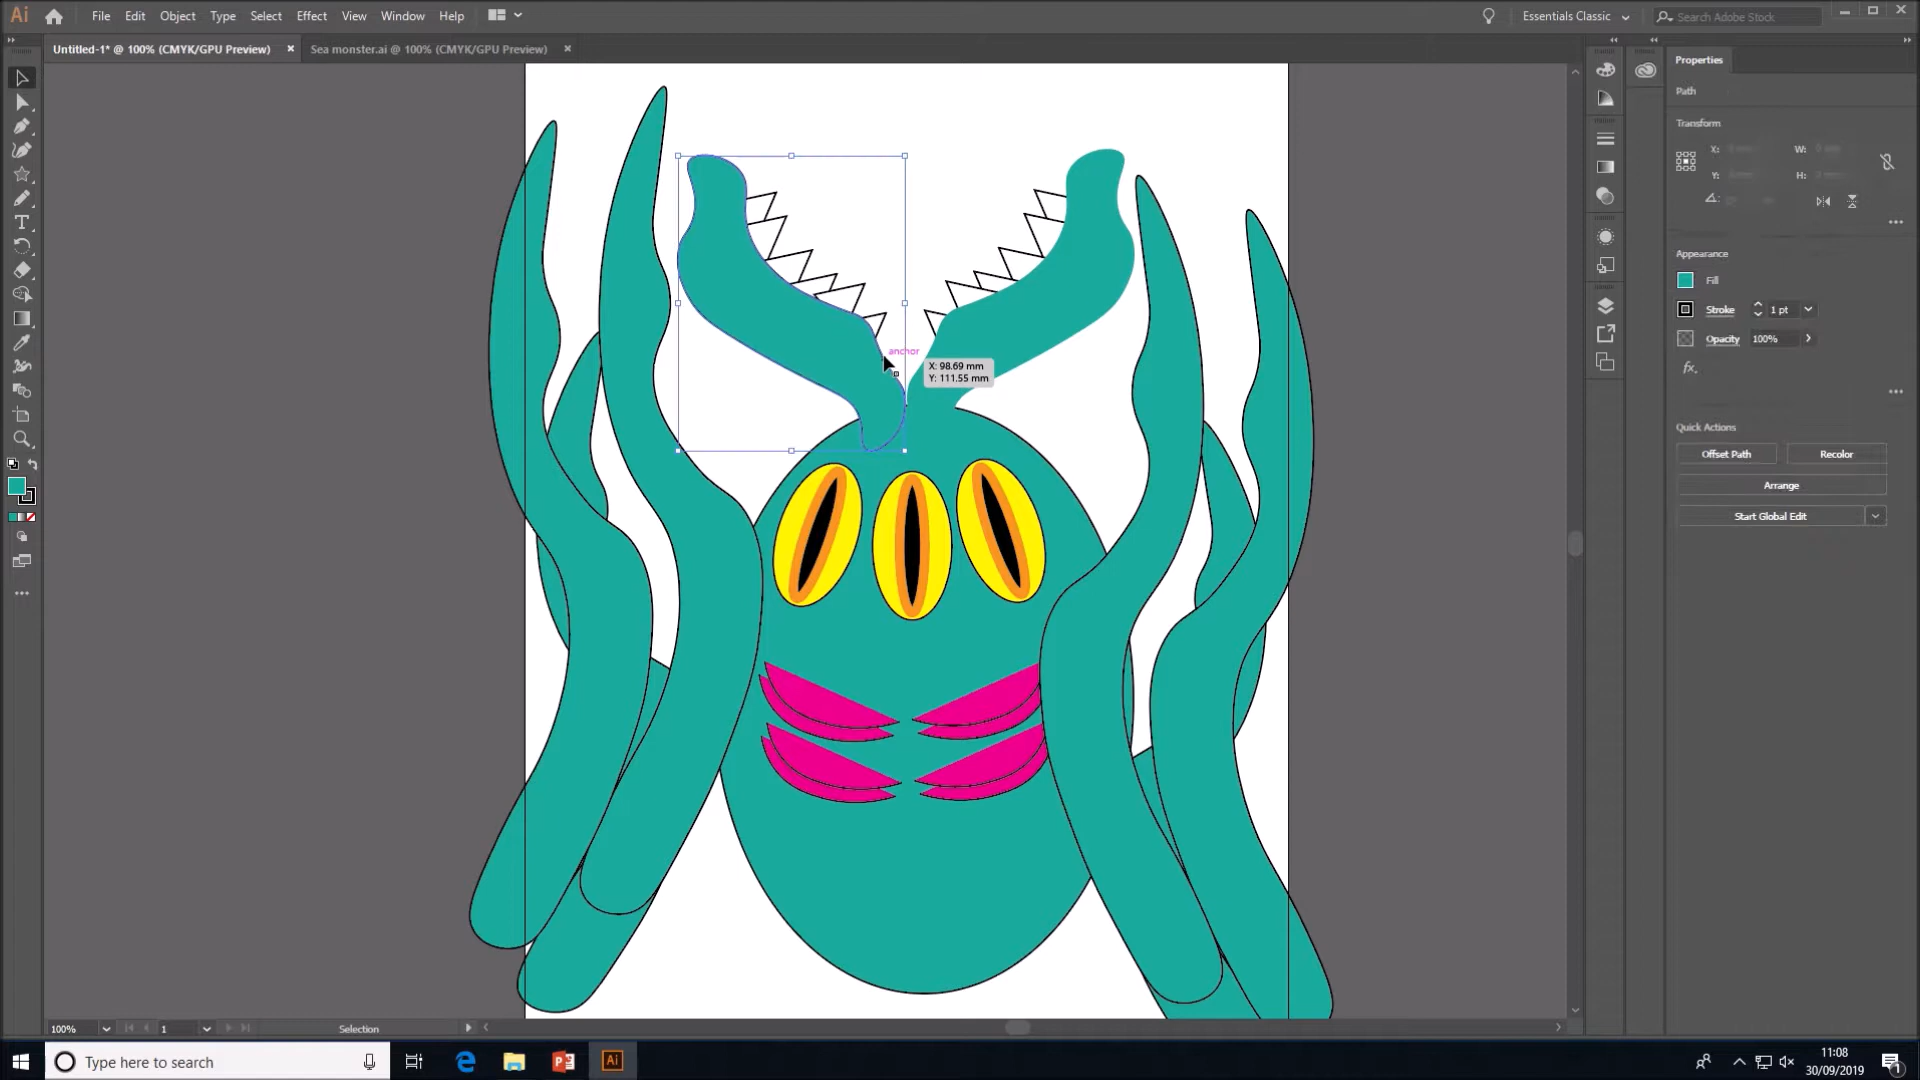 Ai File Edit Object Type Select Effect View Window Help Essentials Classic Search Adobe Stock
Untitled-1* @ 100% (CMYK/GPU Preview) × Sea monster.ai @ 100% (CMYK/GPU Preview) ×
Properties
Path
Transform
X: W:
Y: H:
Appearance
Fill
Stroke 1 pt
Opacity 100%
fx.
Quick Actions
Offset Path Recolor
Arrange
Start Global Edit
anchor
X: 98.69 mm
Y: 111.55 mm
100% 1 Selection
Type here to search
Ai
11:08
30/09/2019
1